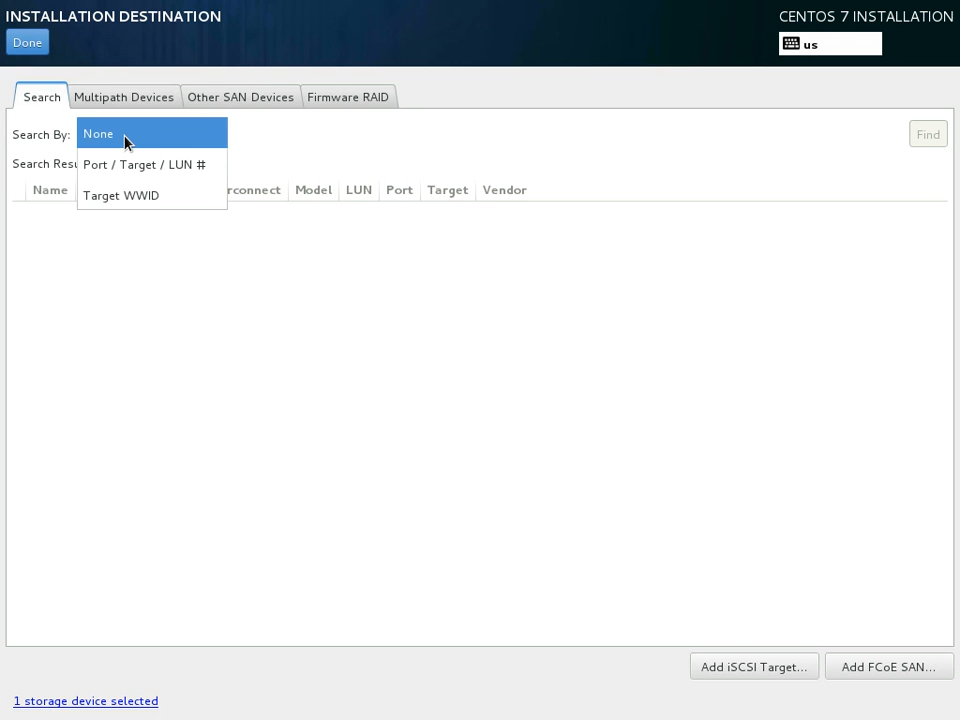 INSTALLATION DESTINATION
CENTOS 7 INSTALLATION
Done
us
Search Multipath Devices Other SAN Devices Firmware RAID
Search By: None Find
Port / Target / LUN #
Search Resu
Name rconnect Model LUN Port Target Vendor
Target WWID
Add iSCSI Target... Add FCoE SAN...
1 storage device selected